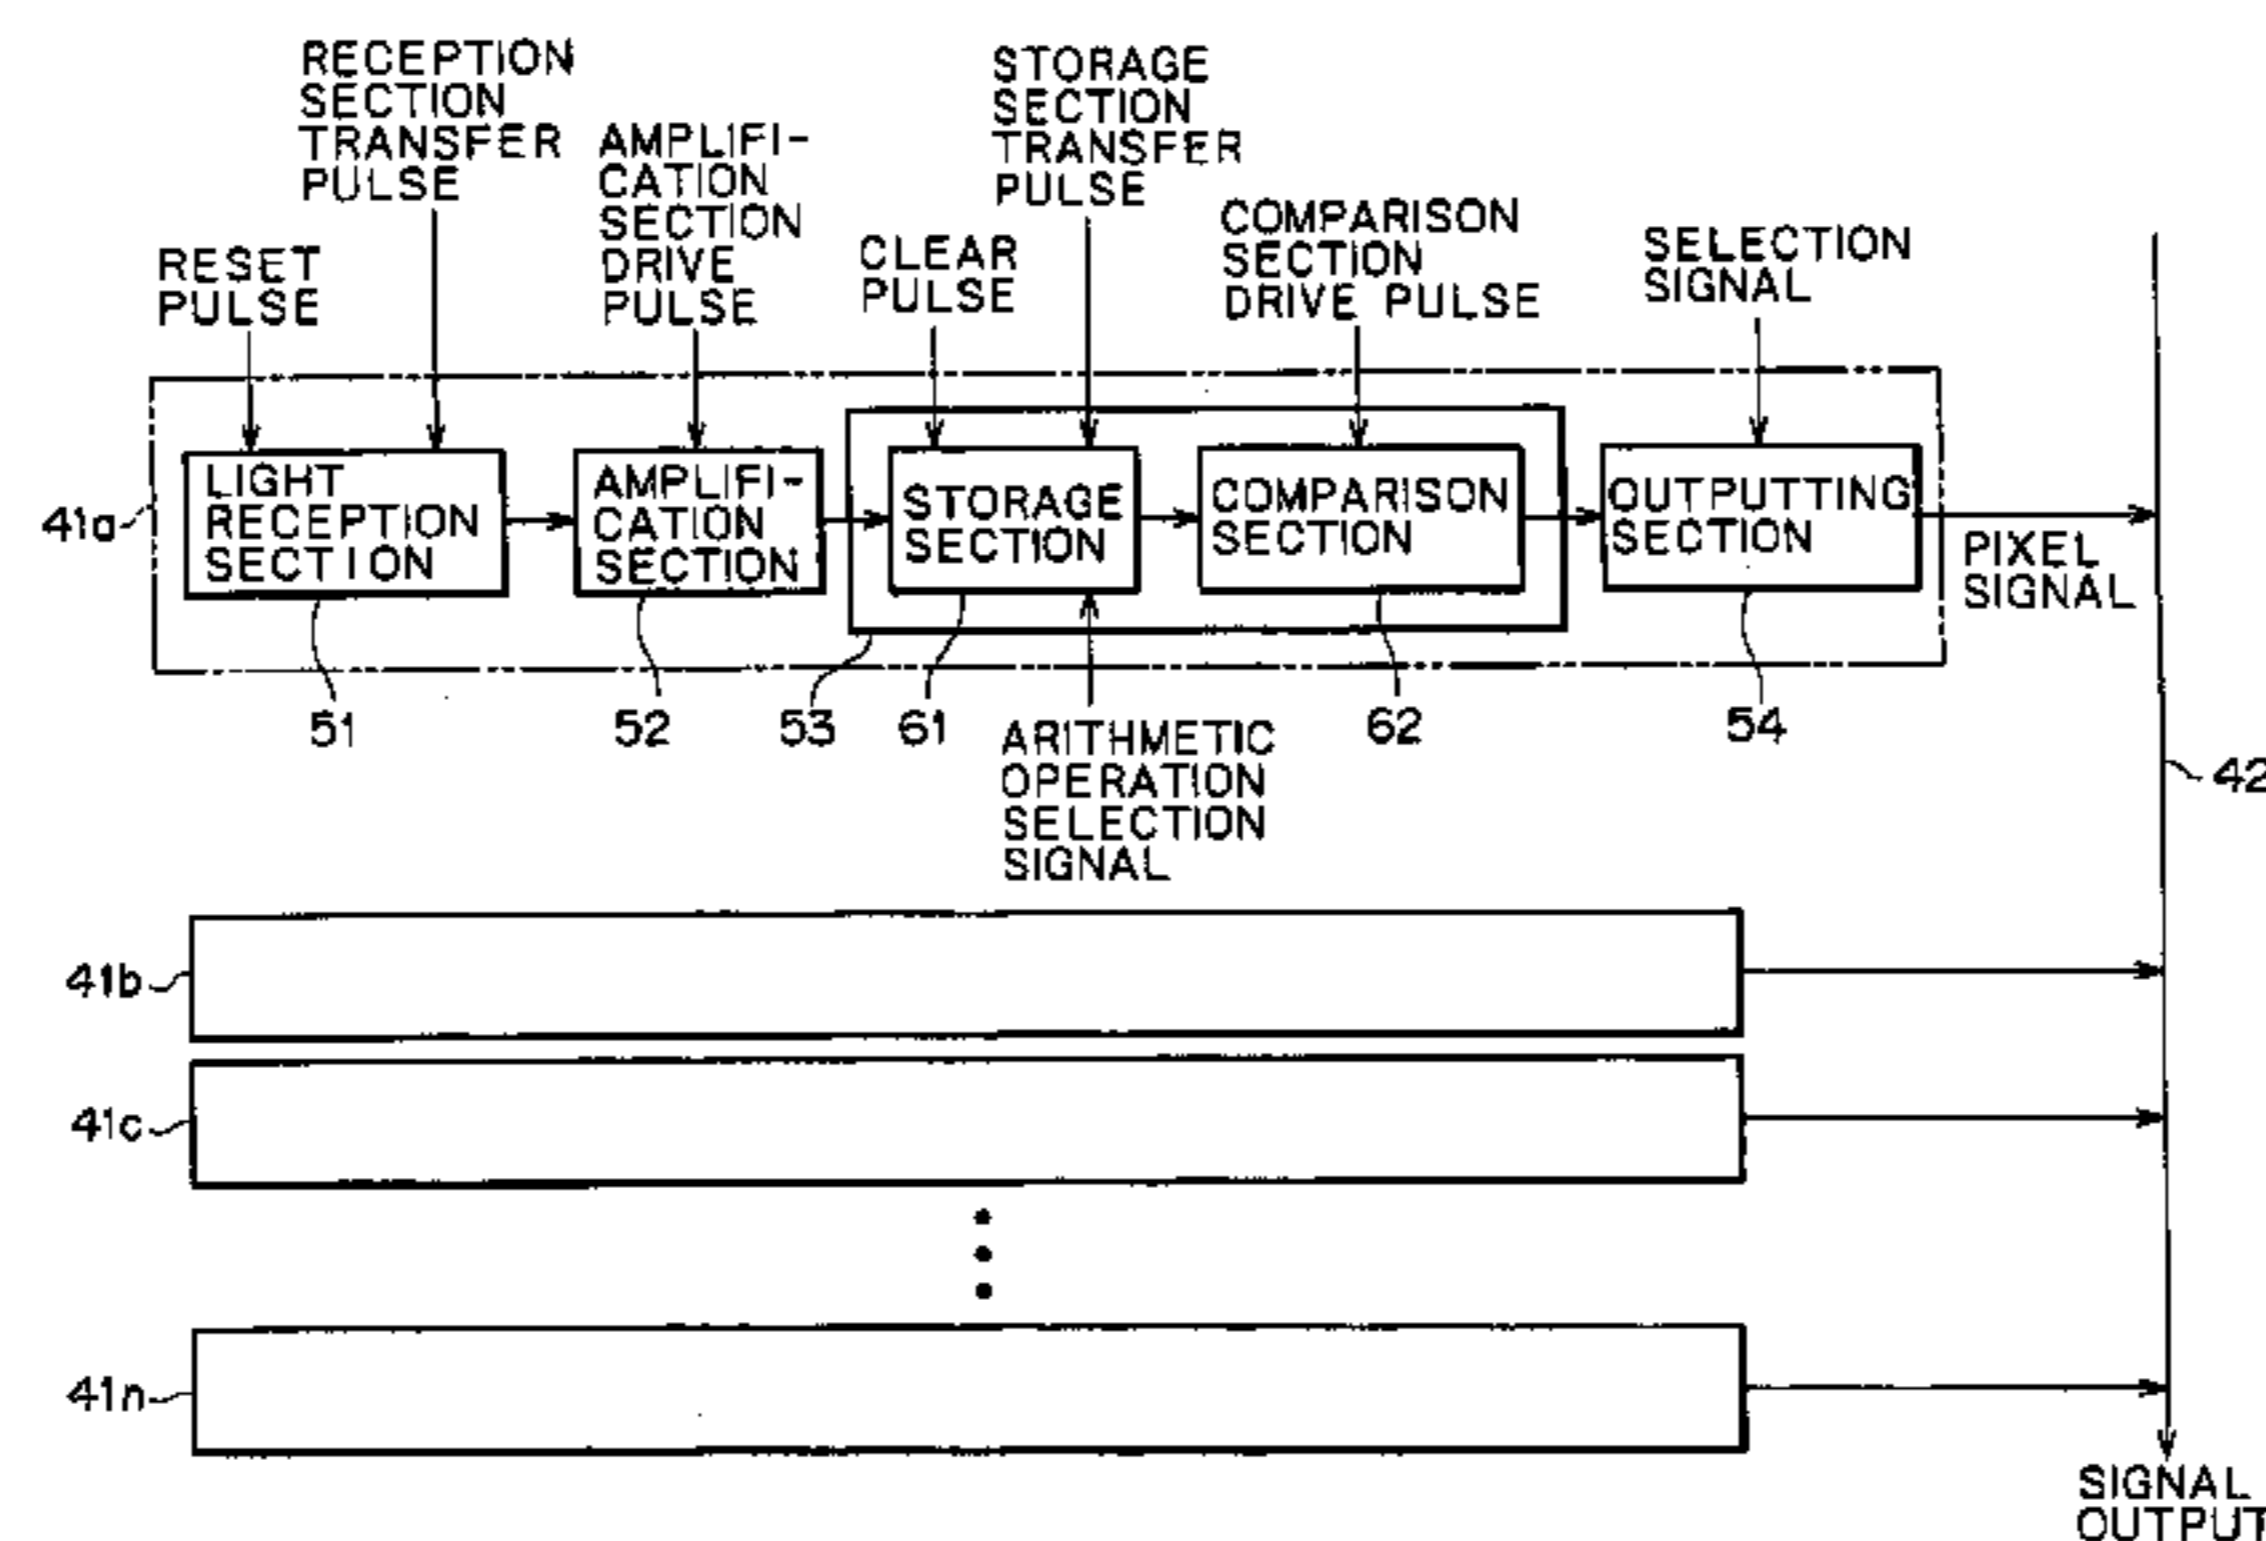 RECEPTION
SECTION
TRANSFER
PULSE
STORAGE
SECTION
TRANSFER
PULSE
AMPLIFI-
CATION
SECTION
DRIVE
PULSE
COMPARISON
SECTION
DRIVE PULSE
RESET
PULSE
CLEAR
PULSE
SELECTION
SIGNAL
41a
LIGHT
RECEPTION
SECTION
AMPLIFI-
CATION
SECTION
STORAGE
SECTION
COMPARISON
SECTION
OUTPUTTING
SECTION
PIXEL
SIGNAL
51
52
53
61
62
54
ARITHMETIC
OPERATION
SELECTION
SIGNAL
42
41b
41c
41n
SIGNAL
OUTPUT